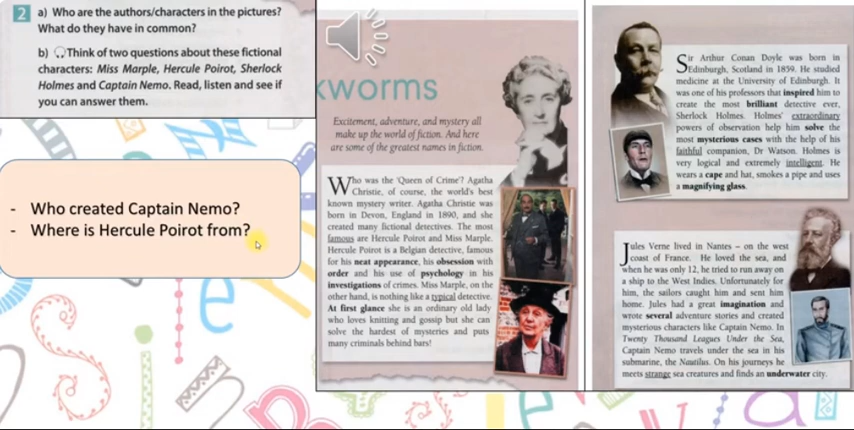 2 a) Who are the authors/characters in the pictures?
What do they have in common?
b) Think of two questions about these fictional
characters: Miss Marple, Hercule Poirot, Sherlock
Holmes and Captain Nemo. Read, listen and see if
you can answer them.
- Who created Captain Nemo?
- Where is Hercule Poirot from?
kworms
Excitement, adventure, and mystery all
make up the world of fiction. And here
are some of the greatest names in fiction.
Who was the 'Queen of Crime'? Agatha
Christie, of course, the world's best
known mystery writer. Agatha Christie was
born in Devon, England in 1890, and she
created many fictional detectives. The most
famous are Hercule Poirot and Miss Marple.
Hercule Poirot is a Belgian detective, famous
for his neat appearance, his obsession with
order and his use of psychology in his
investigations of crimes. Miss Marple, on the
other hand, is nothing like a typical detective.
At first glance she is an ordinary old lady
who loves knitting and gossip but she can
solve the hardest of mysteries and puts
many criminals behind bars!
Sir Arthur Conan Doyle was born in
Edinburgh, Scotland in 1859. He studied
medicine at the University of Edinburgh. It
was one of his professors that inspired him to
create the most brilliant detective ever,
Sherlock Holmes. Holmes' extraordinary
powers of observation help him solve the
most mysterious cases with the help of his
faithful companion, Dr Watson. Holmes is
very logical and extremely intelligent. He
wears a cape and hat, smokes a pipe and uses
a magnifying glass.
Jules Verne lived in Nantes – on the west
coast of France. He loved the sea, and
when he was only 12, he tried to run away on
a ship to the West Indies. Unfortunately for
him, the sailors caught him and sent him
home. Jules had a great imagination and
wrote several adventure stories and created
mysterious characters like Captain Nemo. In
Twenty Thousand Leagues Under the Sea,
Captain Nemo travels under the sea in his
submarine, the Nautilus. On his journeys he
meets strange sea creatures and finds an underwater city.